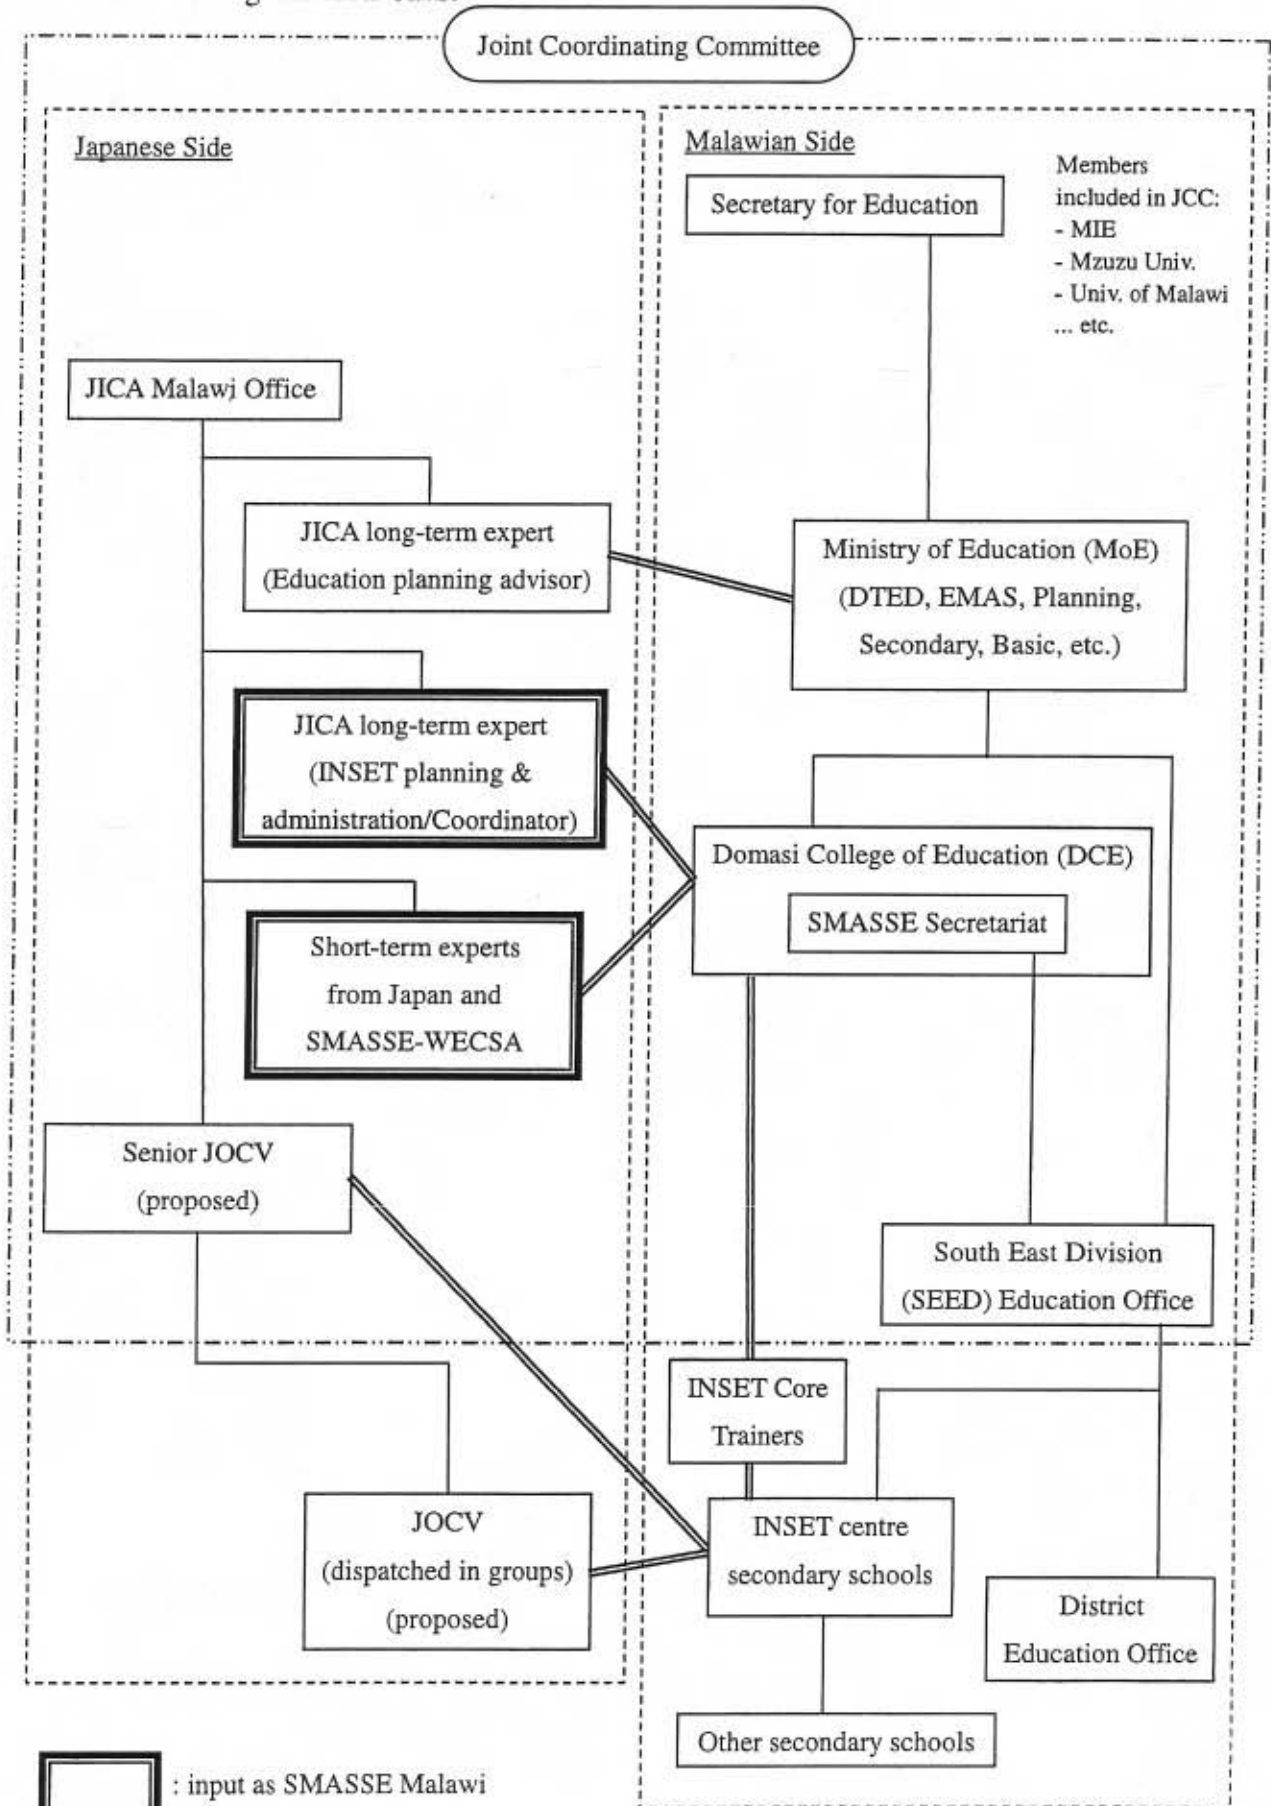 Joint Coordinating Committee
Japanese Side
JICA Malawi Office
JICA long-term expert
(Education planning advisor)
JICA long-term expert
(INSET planning &
administration/Coordinator)
Short-term experts
from Japan and
SMASSE-WECSA
Senior JOCV
(proposed)
JOCV
(dispatched in groups)
(proposed)
Malawian Side
Secretary for Education
Members
included in JCC:
- MIE
- Mzuzu Univ.
- Univ. of Malawi
... etc.
Ministry of Education (MoE)
(DTED, EMAS, Planning,
Secondary, Basic, etc.)
Domasi College of Education (DCE)
SMASSE Secretariat
South East Division
(SEED) Education Office
INSET Core
Trainers
INSET centre
secondary schools
District
Education Office
Other secondary schools
: input as SMASSE Malawi